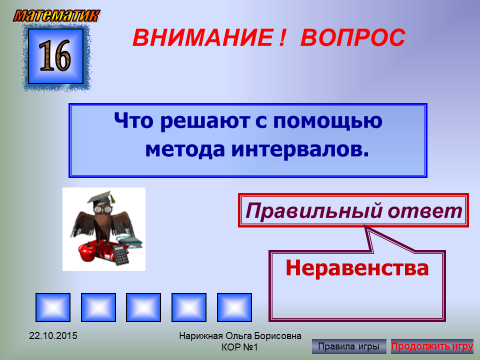 математик
16
ВНИМАНИЕ ! ВОПРОС
Что решают с помощью
метода интервалов.
Правильный ответ
Неравенства
22.10.2015
Нарижная Ольга Борисовна
КОР №1
Правила игры
Продолжить игру